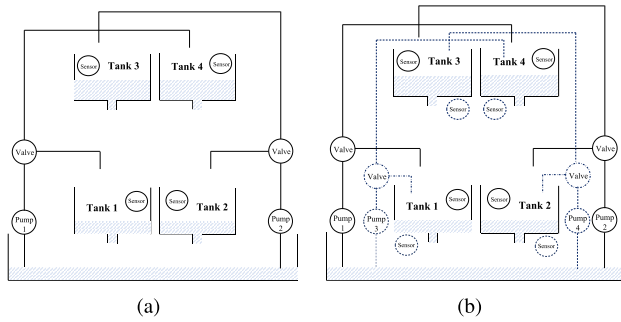 Sensor Tank 3 Tank 4 Sensor
Valve Valve
Tank 1 Sensor Sensor Tank 2
Pump 1
Pump 2
(a)
Sensor Tank 3 Tank 4 Sensor
Sensor Sensor
Valve Valve
Valve Valve
Tank 1 Sensor Sensor Tank 2
Pump 1
Pump 3
Pump 4
Pump 2
Sensor Sensor
(b)